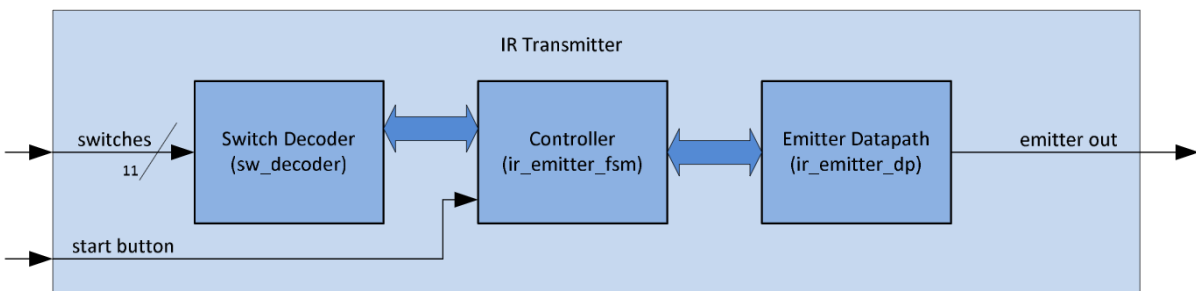 IR Transmitter
switches
11
Switch Decoder
(sw_decoder)
Controller
(ir_emitter_fsm)
Emitter Datapath
(ir_emitter_dp)
emitter out
start button